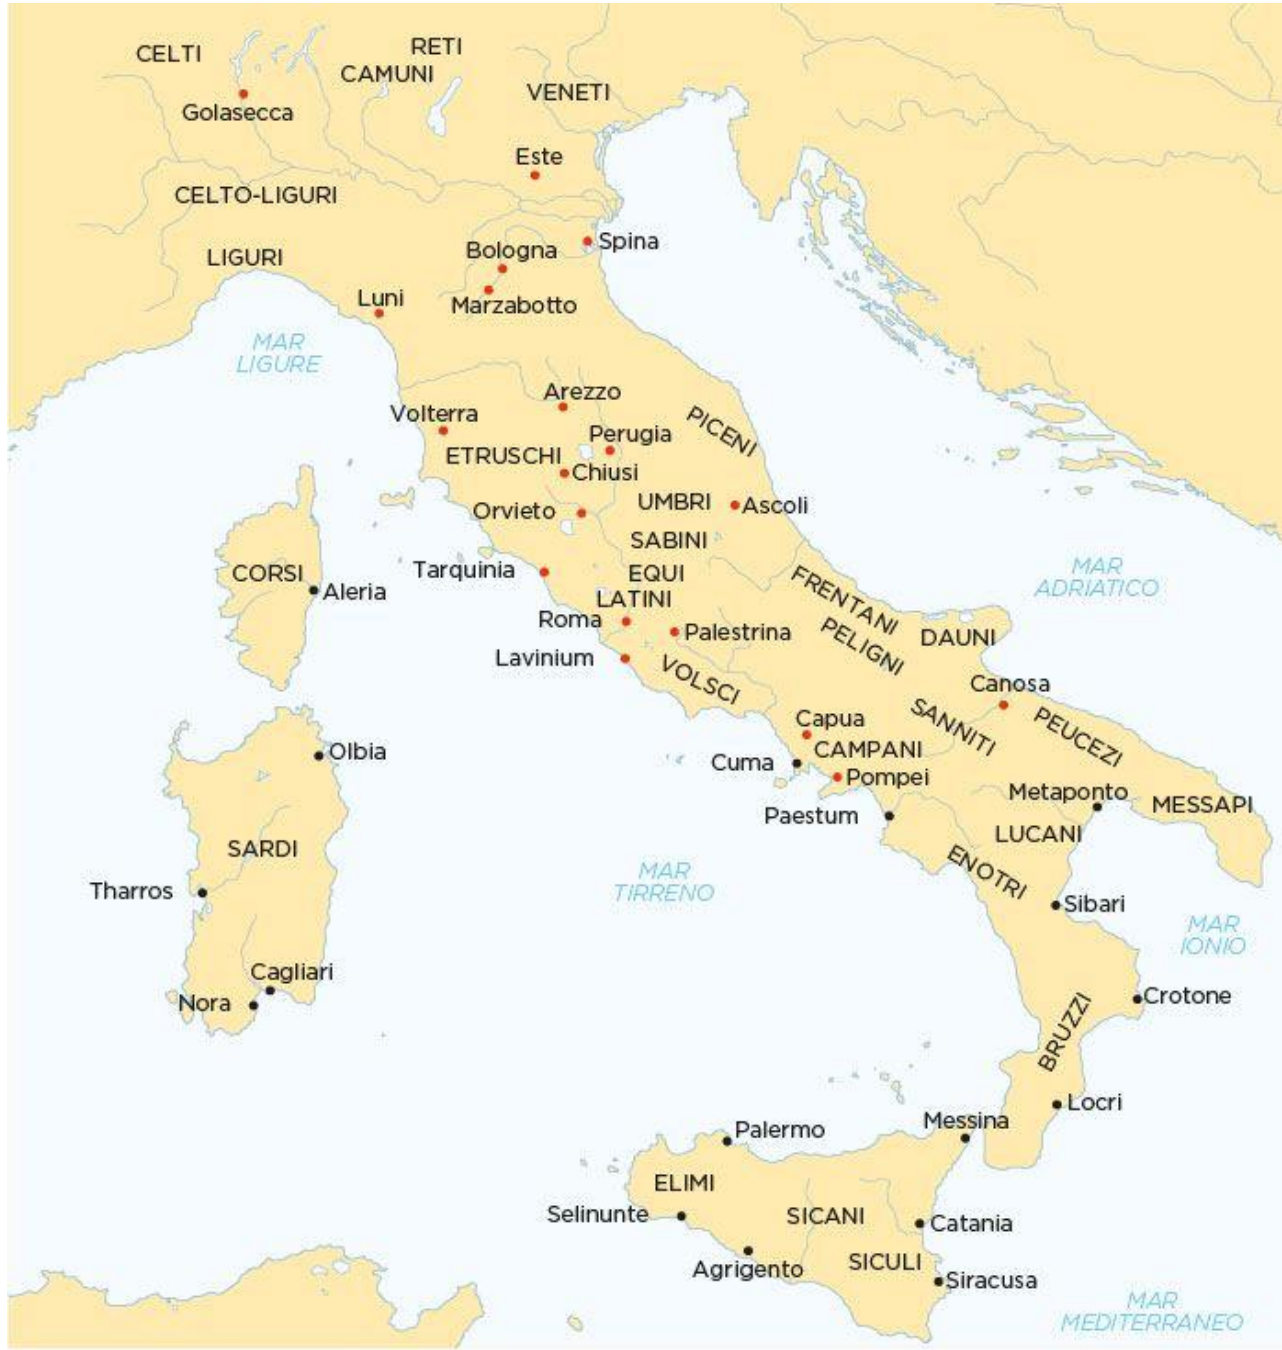 RETI
CELTI
CAMUNI
VENETI
Golasecca
Este
CELTO-LIGURI
Spina
Bologna
LIGURI
Luni
Marzabotto
MAR
LIGURE
Arezzo
Volterra
PICENI
Perugia
ETRUSCHI
Chiusi
UMBRI
Ascoli
Orvieto
SABINI
Tarquinia
EQUI
CORSI
MAR
ADRIATICO
Aleria
LATINI
FRENTANI
Roma
Palestrina
DAUNI
PELIGNI
Lavinium
VOLSCI
Canosa
Capua
SANNITI
PEUCEZI
Olbia
CAMPANI
Cuma
Pompei
Metaponto
MESSAPI
Paestum
LUCANI
SARDI
ENOTRI
MAR
TIRRENO
Tharros
Sibari
MAR
IONIO
Cagliari
Nora
Crotone
BRUZZI
Locri
Messina
Palermo
ELIMI
Selinunte
SICANI
Catania
SICULI
Agrigento
Siracusa
MAR
MEDITERRANEO